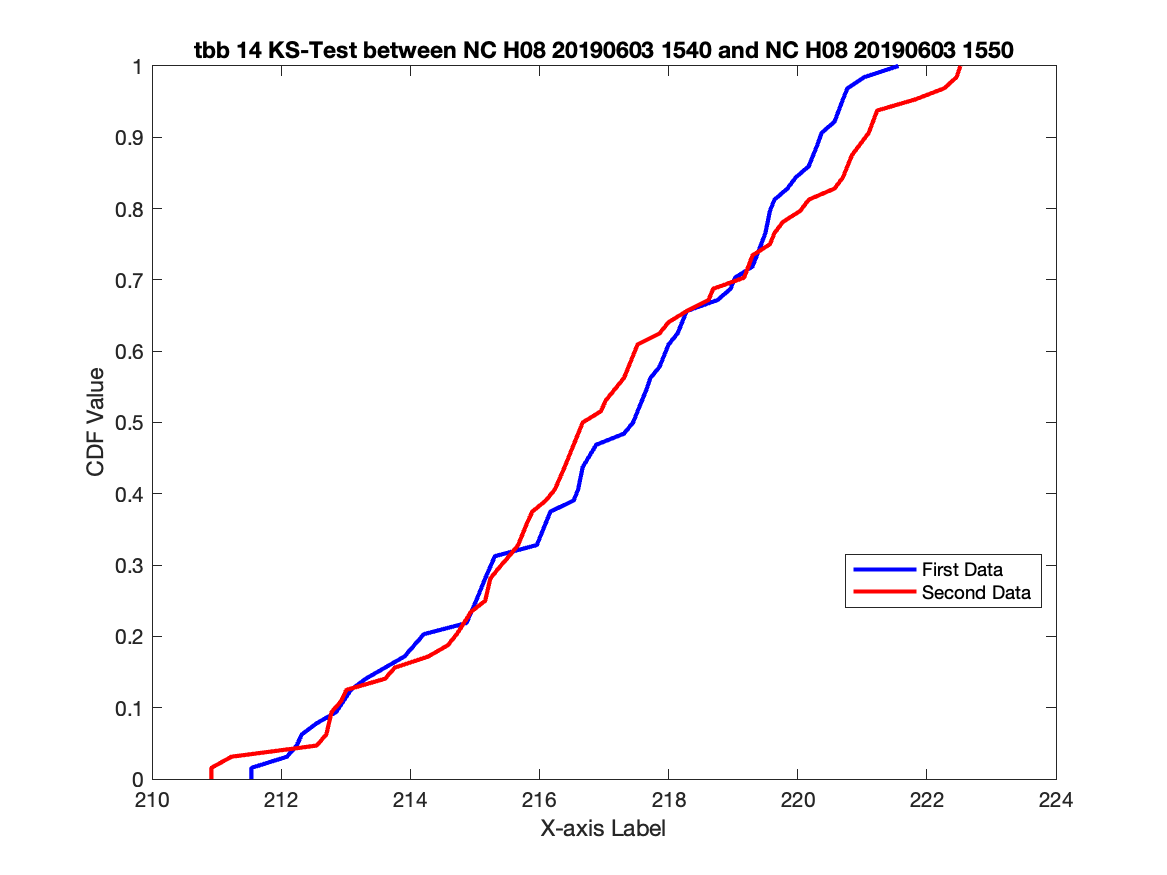 tbb 14 KS-Test between NC H08 20190603 1540 and NC H08 20190603 1550
1
0.9
0.8
0.7
0.6
0.5
0.4
0.3
0.2
0.1
0
CDF Value
First Data
Second Data
210 212 214 216 218 220 222 224
X-axis Label